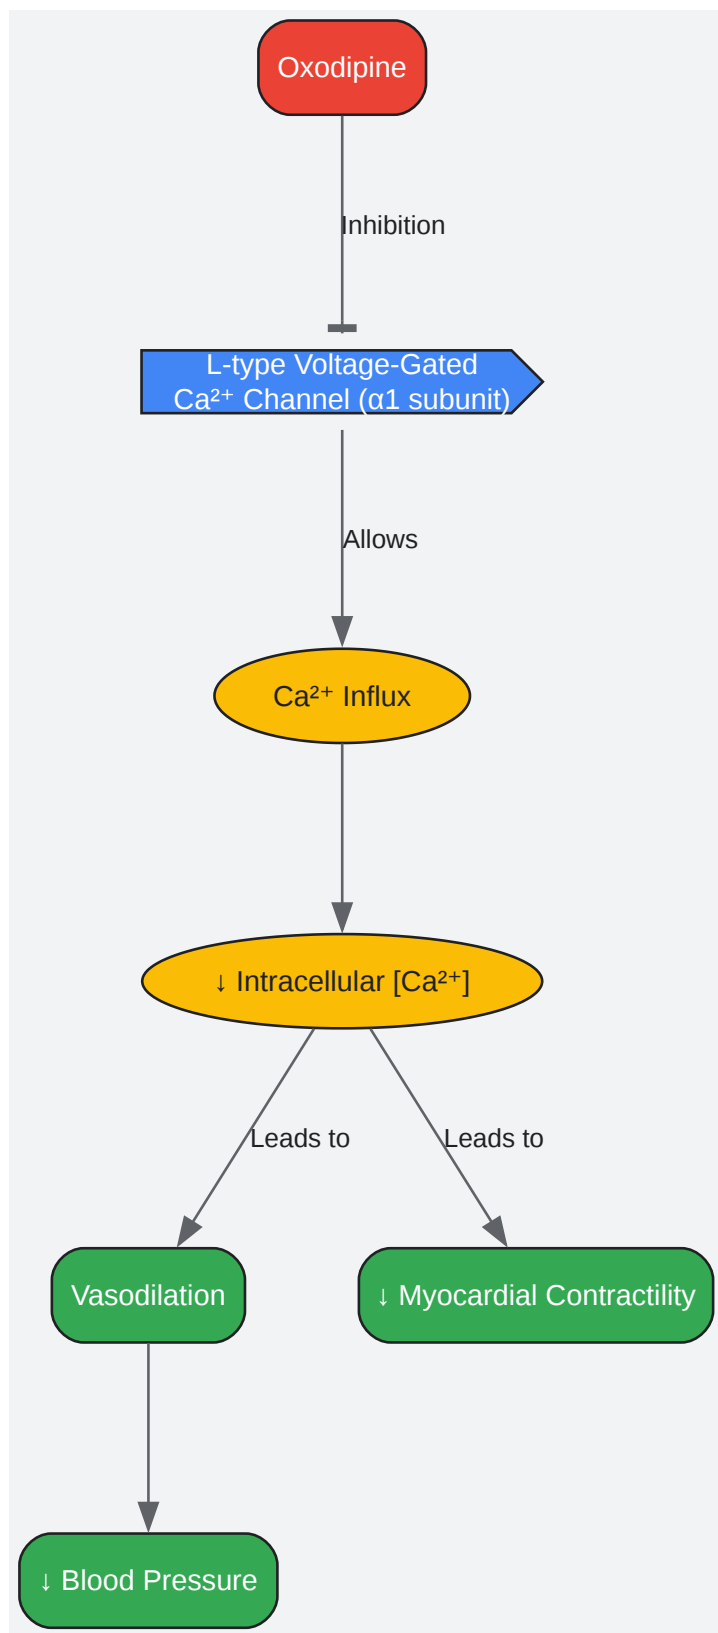 Oxodipine
Inhibition
L-type Voltage-Gated
Ca²⁺ Channel (α1 subunit)
Allows
Ca²⁺ Influx
↓ Intracellular [Ca²⁺]
Leads to
Leads to
Vasodilation
↓ Myocardial Contractility
↓ Blood Pressure